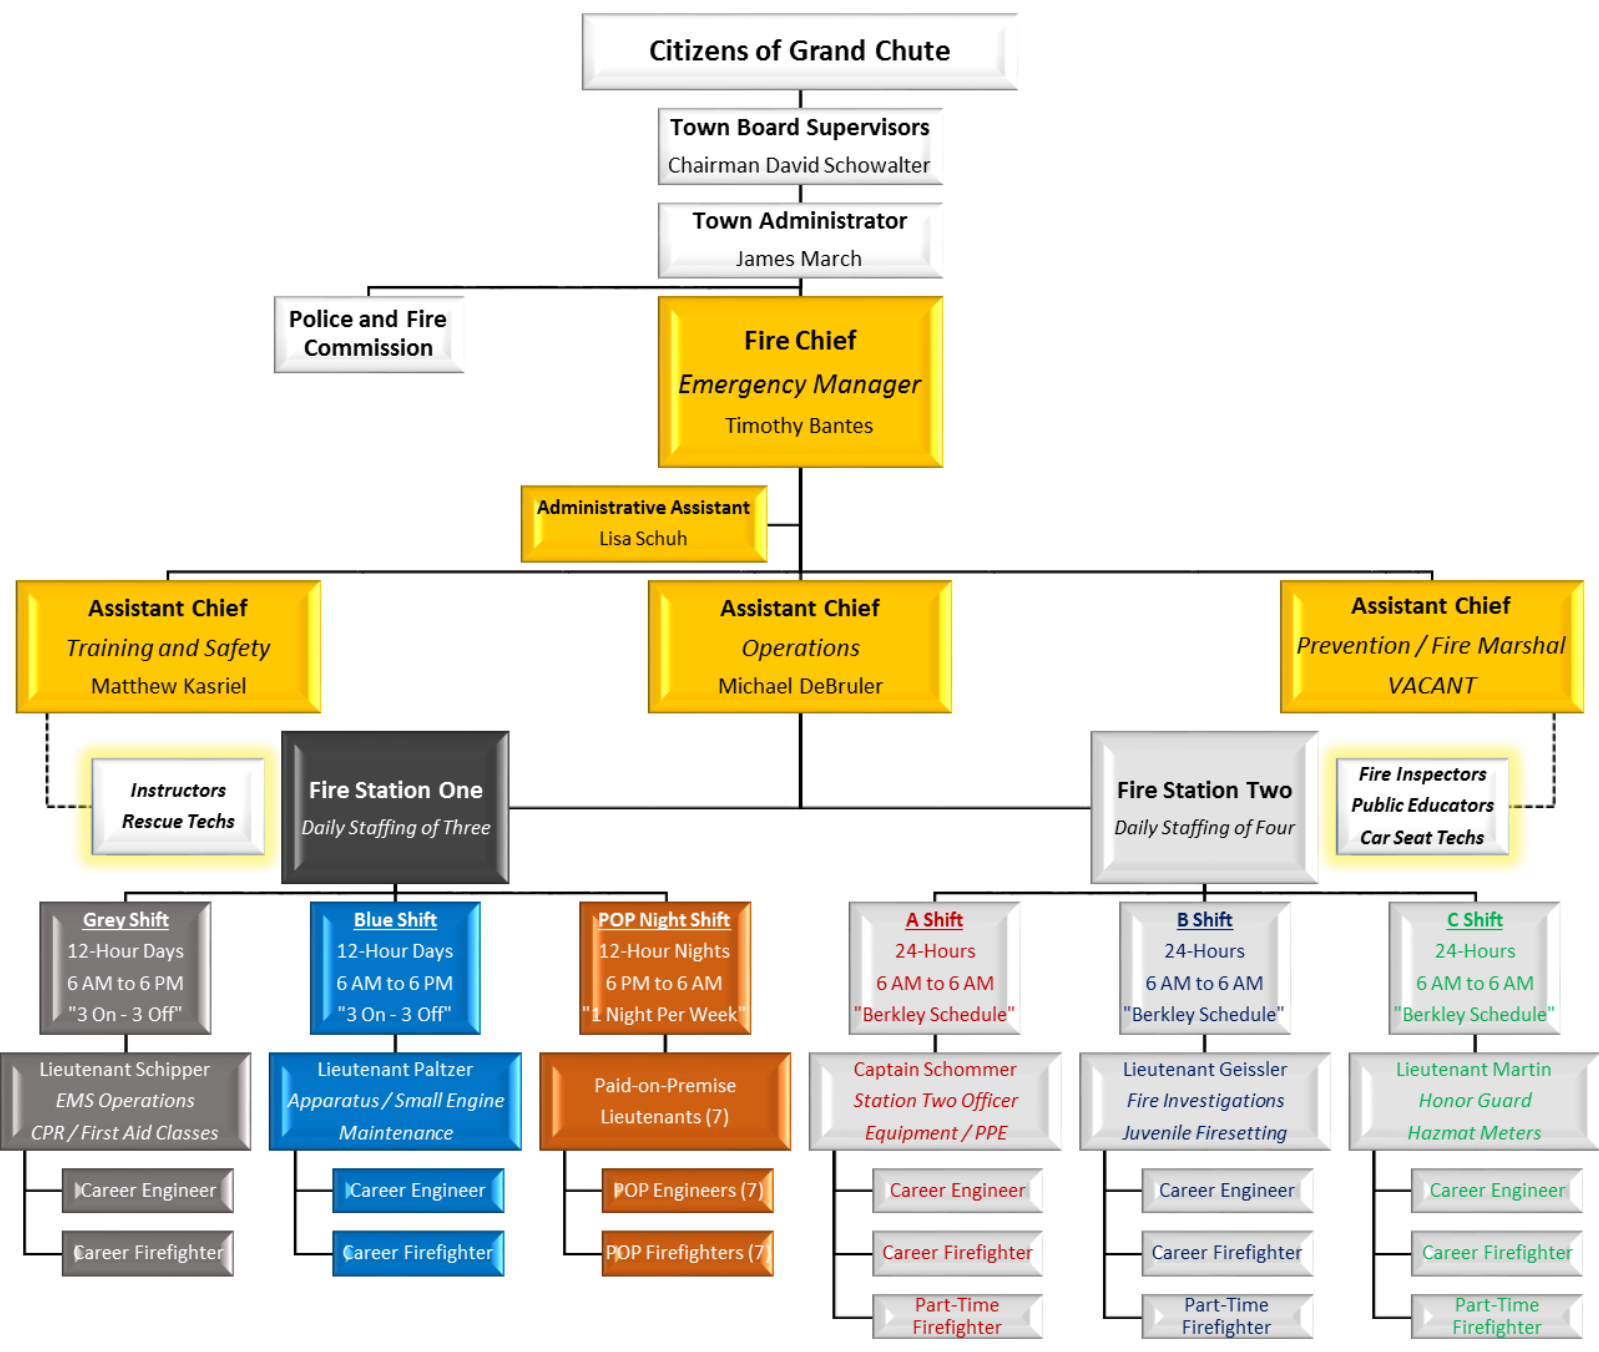 Citizens of Grand Chute
Town Board Supervisors
Chairman David Schowalter
Town Administrator
James March
Police and Fire
Commission
Fire Chief
Emergency Manager
Timothy Bantes
Administrative Assistant
Lisa Schuh
Assistant Chief
Training and Safety
Matthew Kasriel
Assistant Chief
Operations
Michael DeBruler
Assistant Chief
Prevention / Fire Marshal
VACANT
Instructors
Rescue Techs
Fire Station One
Daily Staffing of Three
Fire Station Two
Daily Staffing of Four
Fire Inspectors
Public Educators
Car Seat Techs
Grey Shift
12-Hour Days
6 AM to 6 PM
"3 On - 3 Off"
Blue Shift
12-Hour Days
6 AM to 6 PM
"3 On - 3 Off"
POP Night Shift
12-Hour Nights
6 PM to 6 AM
"1 Night Per Week"
A Shift
24-Hours
6 AM to 6 AM
"Berkley Schedule"
B Shift
24-Hours
6 AM to 6 AM
"Berkley Schedule"
C Shift
24-Hours
6 AM to 6 AM
"Berkley Schedule"
Lieutenant Schipper
EMS Operations
CPR / First Aid Classes
Lieutenant Paltzer
Apparatus / Small Engine
Maintenance
Paid-on-Premise
Lieutenants (7)
Captain Schommer
Station Two Officer
Equipment / PPE
Lieutenant Geissler
Fire Investigations
Juvenile Firesetting
Lieutenant Martin
Honor Guard
Hazmat Meters
Career Engineer
Career Firefighter
Career Engineer
Career Firefighter
POP Engineers (7)
POP Firefighters (7)
Career Engineer
Career Firefighter
Part-Time
Firefighter
Career Engineer
Career Firefighter
Part-Time
Firefighter
Career Engineer
Career Firefighter
Part-Time
Firefighter